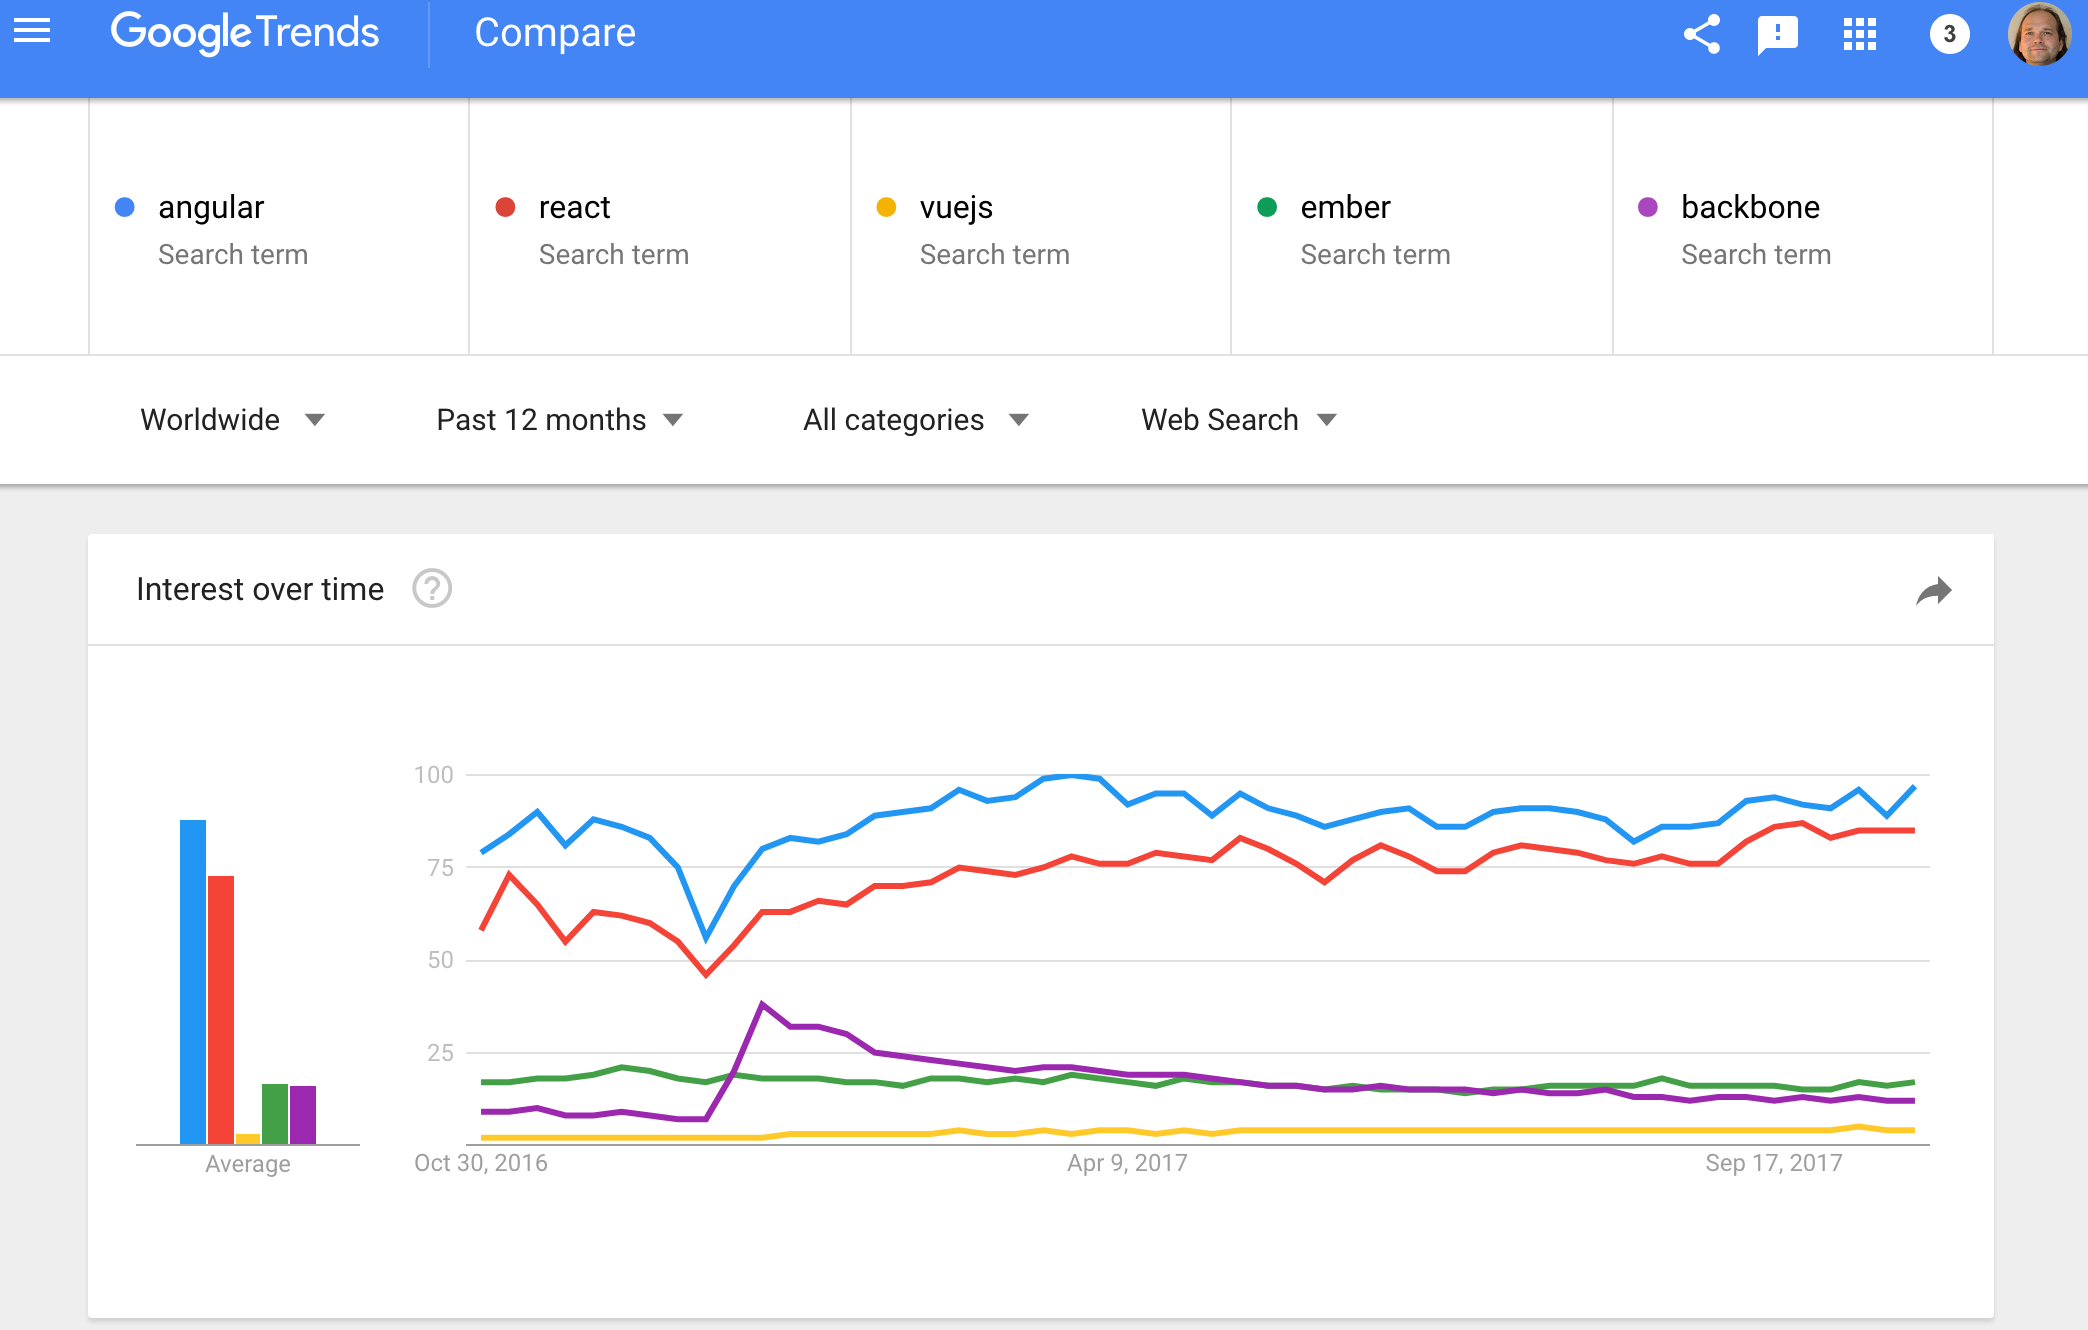 Google Trends
Compare
3
angular
Search term
react
Search term
vuejs
Search term
ember
Search term
backbone
Search term
Worldwide
Past 12 months
All categories
Web Search
Interest over time
?
100
75
50
25
Average
Oct 30, 2016
Apr 9, 2017
Sep 17, 2017